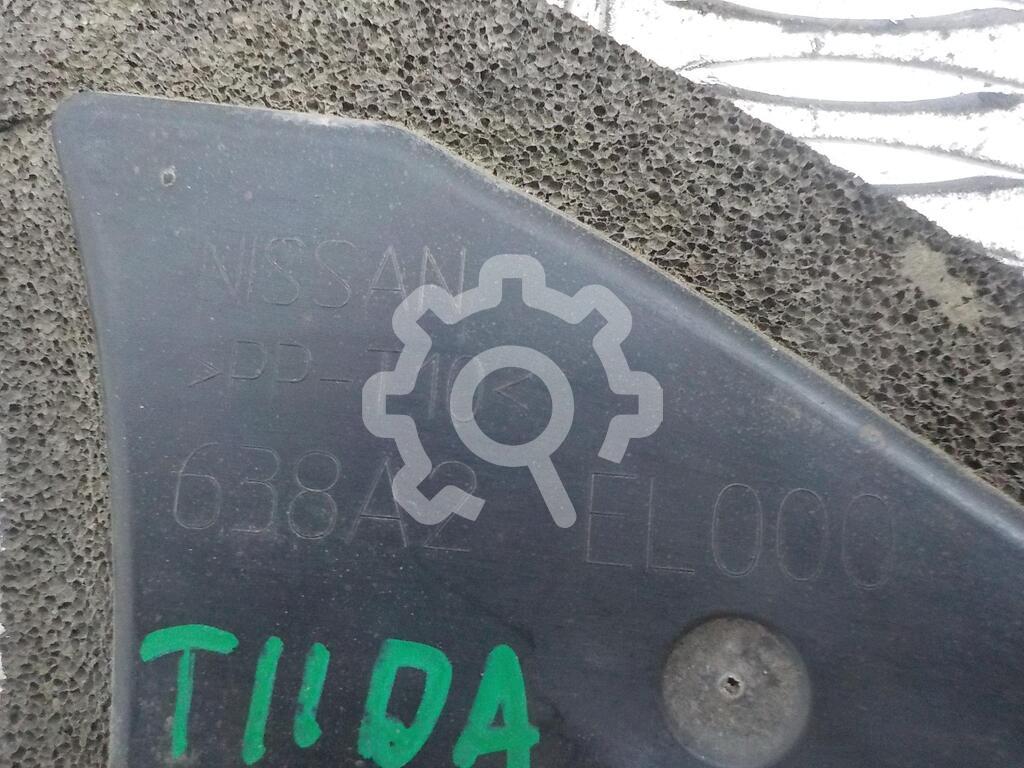 NISSAN
>PP-T10<
638A2 EL000
TIIDA